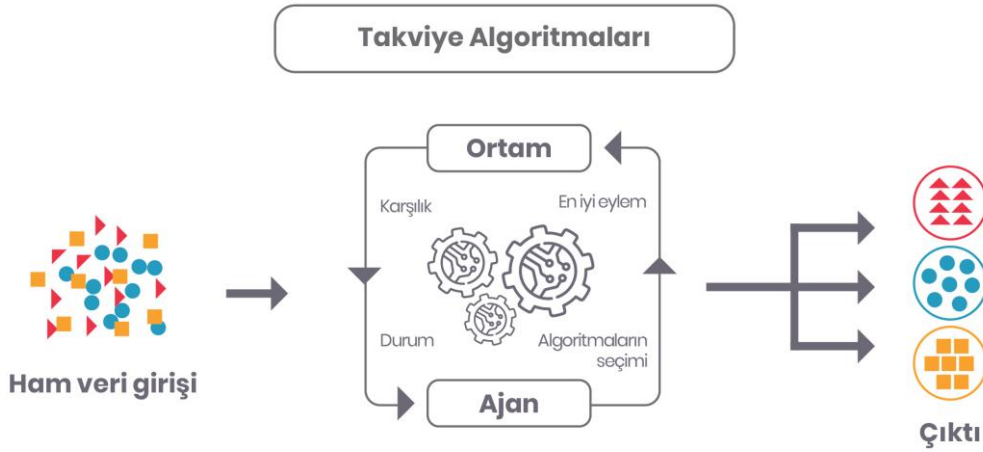 Takviye Algoritmaları
Ortam
Karşılık
En iyi eylem
Durum
Algoritmaların
seçimi
Ajan
Ham veri girişi
Çıktı